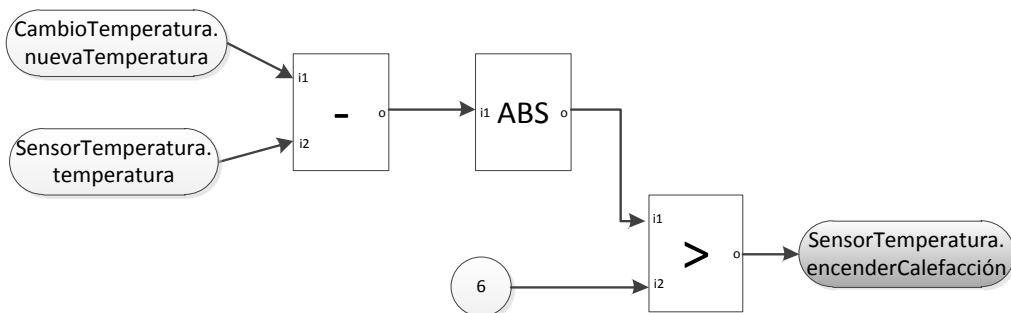 CambioTemperatura.
nuevaTemperatura
i1
-
o
i2
i1
ABS
o
SensorTemperatura.
temperatura
i1
>
o
i2
6
SensorTemperatura.
encenderCalefacción